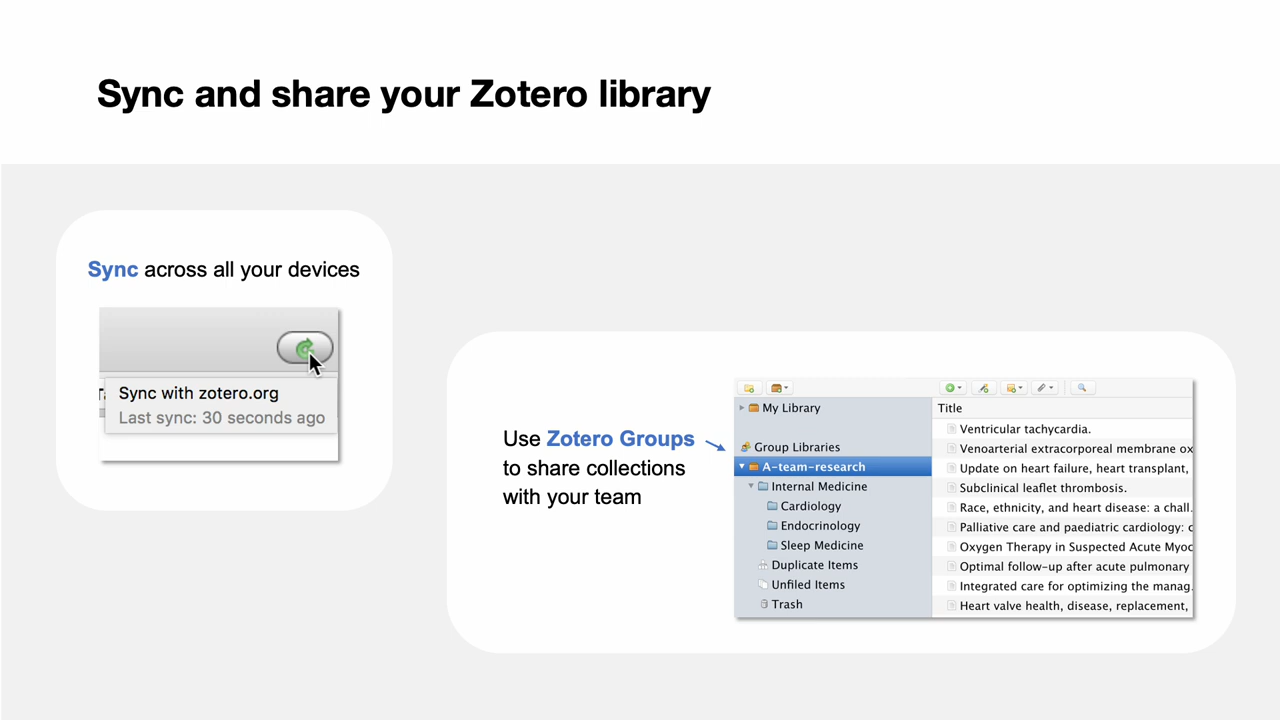 Sync and share your Zotero library
Sync across all your devices
Sync with zotero.org
Last sync: 30 seconds ago
Use Zotero Groups
to share collections
with your team
My Library
Group Libraries
A-team-research
Internal Medicine
Cardiology
Endocrinology
Sleep Medicine
Duplicate Items
Unfiled Items
Trash
Title
Ventricular tachycardia.
Venoarterial extracorporeal membrane ox
Update on heart failure, heart transplant,
Subclinical leaflet thrombosis.
Race, ethnicity, and heart disease: a chall.
Palliative care and paediatric cardiology: c
Oxygen Therapy in Suspected Acute Myoc
Optimal follow-up after acute pulmonary
Integrated care for optimizing the manag.
Heart valve health, disease, replacement,